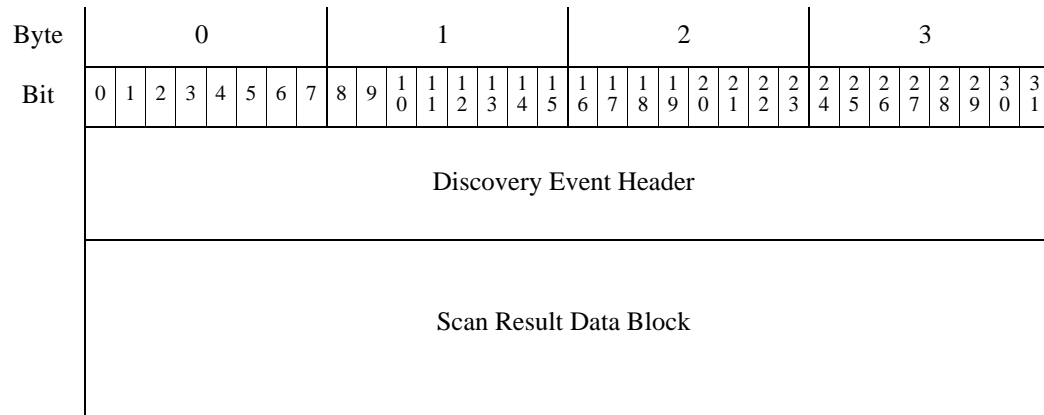 Byte 0 1 2 3
Bit 0 1 2 3 4 5 6 7 8 9 10 11 12 13 14 15 16 17 18 19 20 21 22 23 24 25 26 27 28 29 30 31
Discovery Event Header
Scan Result Data Block